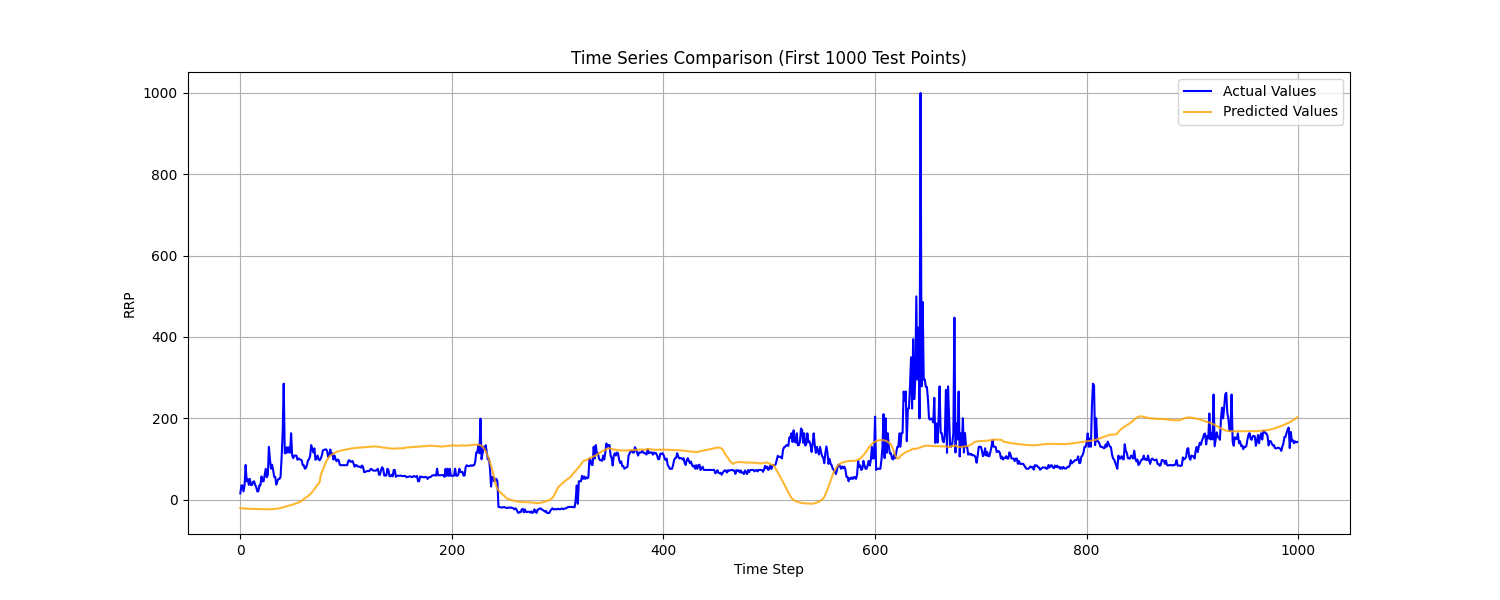 Time Series Comparison (First 1000 Test Points)
Actual Values
Predicted Values
1000
800
600
400
200
0
RRP
0 200 400 600 800 1000
Time Step